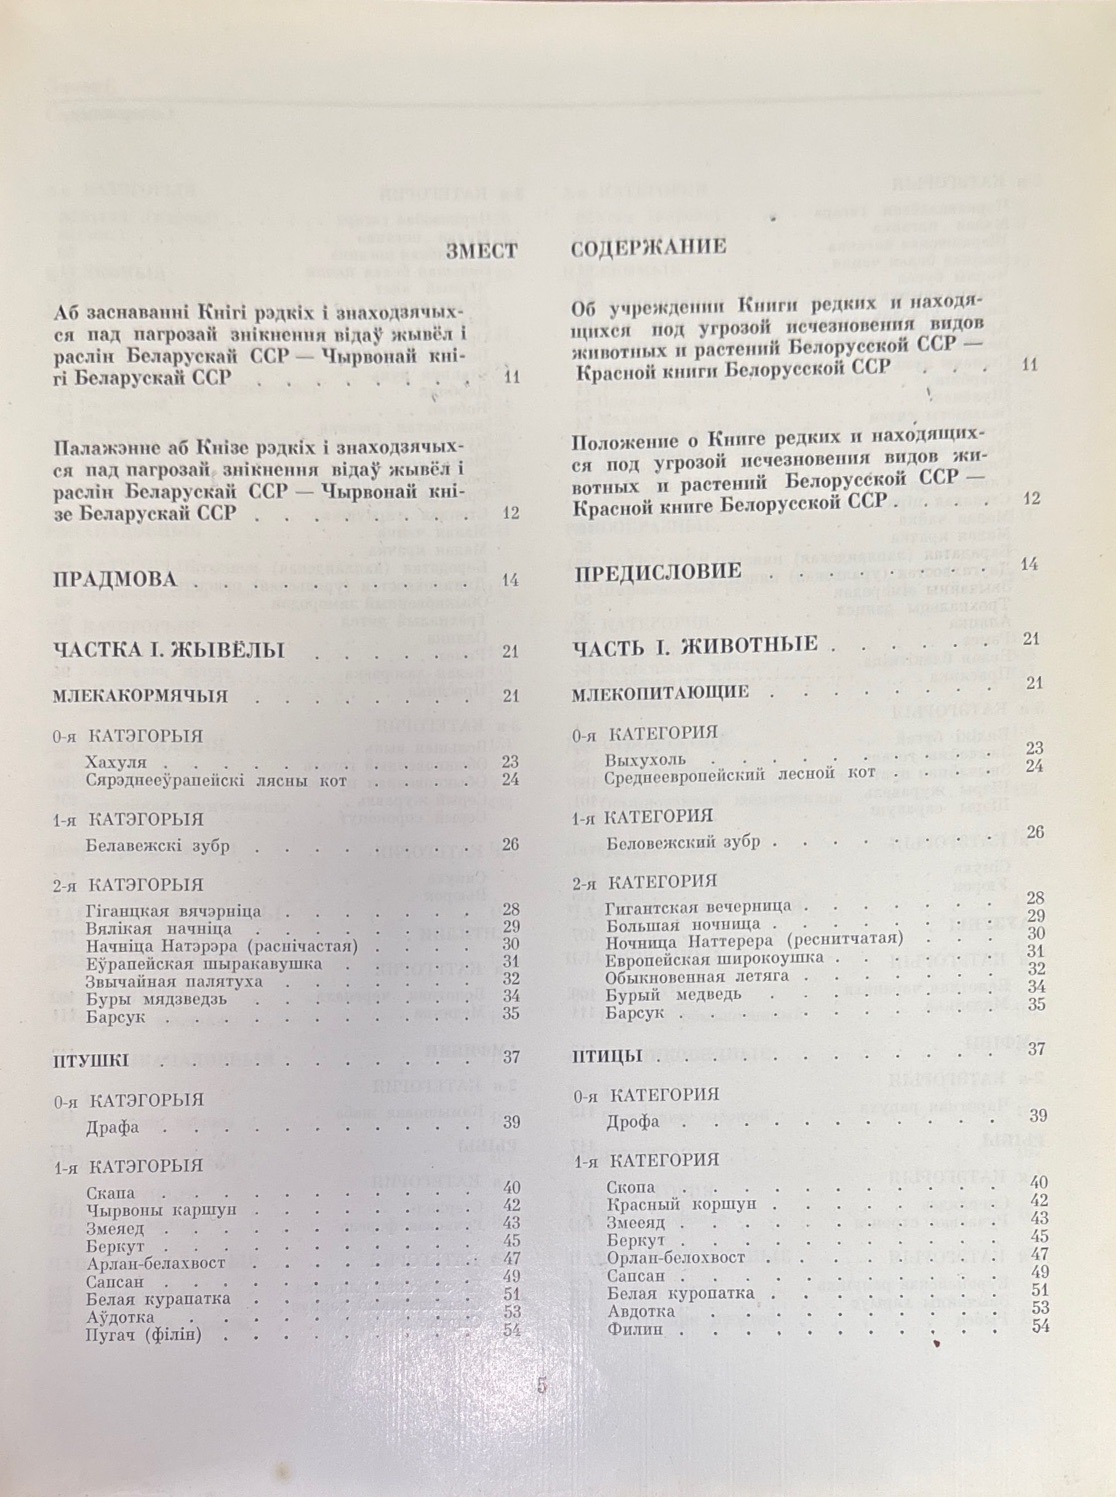 ЗМЕСТ
Аб заснаванні Кнігі рэдкіх і знаходзячых-
ся пад пагрозай знікнення відаў жывёл і
раслін Беларускай ССР — Чырвонай кні-
гі Беларускай ССР . . . . . . . 11
Палажэнне аб Кнізе рэдкіх і знаходзячых-
ся пад пагрозай знікнення відаў жывёл і
раслін Беларускай ССР — Чырвонай кні-
зе Беларускай ССР . . . . . . . 12
ПРАДМОВА . . . . . . . . . 14
ЧАСТКА I. ЖЫВЁЛЫ . . . . . . 21
МЛЕКАКОРМЯЧЫЯ . . . . . . . 21
0-я КАТЭГОРЫЯ
Хахуля . . . . . . . . . . 23
Сярэднееўрапейскі лясны кот . . . . 24
1-я КАТЭГОРЫЯ
Белавежскі зубр . . . . . . . 26
2-я КАТЭГОРЫЯ
Гіганцкая вячэрніца . . . . . . 28
Вялікая начніца . . . . . . . 29
Начніца Натэрэра (распічастая) . . . . 30
Еўрапейская шыракавушка . . . . . 31
Звычайная палятуха . . . . . . 32
Буры мядзведзь . . . . . . . 34
Барсук . . . . . . . . . . 35
ПТУШКІ . . . . . . . . . . 37
0-я КАТЭГОРЫЯ
Драфа . . . . . . . . . . 39
1-я КАТЭГОРЫЯ
Скапа . . . . . . . . . . 40
Чырвоны каршун . . . . . . . 42
Змеяед . . . . . . . . . . 43
Беркут . . . . . . . . . . 45
Арлан-белахвост . . . . . . . 47
Сапсан . . . . . . . . . . 49
Белая курапатка . . . . . . . 51
Аўдотка . . . . . . . . . 53
Пугач (філін) . . . . . . . . 54
СОДЕРЖАНИЕ
Об учреждении Книги редких и находя-
щихся под угрозой исчезновения видов
животных и растений Белорусской ССР —
Красной книги Белорусской ССР . . . 11
Положение о Книге редких и находящих-
ся под угрозой исчезновения видов жи-
вотных и растений Белорусской ССР —
Красной книге Белорусской ССР . . . . 12
ПРЕДИСЛОВИЕ . . . . . . . . 14
ЧАСТЬ I. ЖИВОТНЫЕ . . . . . . 21
МЛЕКОПИТАЮЩИЕ . . . . . . . 21
0-я КАТЕГОРИЯ
Выхухоль . . . . . . . . . 23
Среднеевропейский лесной кот . . . . 24
1-я КАТЕГОРИЯ
Беловежский зубр . . . . . . . 26
2-я КАТЕГОРИЯ
Гигантская вечерница . . . . . . 28
Большая ночница . . . . . . . 29
Ночница Наттерера (реснитчатая) . . . 30
Европейская широкоушка . . . . . 31
Обыкновенная летяга . . . . . . 32
Бурый медведь . . . . . . . 34
Барсук . . . . . . . . . . 35
ПТИЦЫ . . . . . . . . . . 37
0-я КАТЕГОРИЯ
Дрофа . . . . . . . . . . 39
1-я КАТЕГОРИЯ
Скопа . . . . . . . . . . 40
Красный коршун . . . . . . . 42
Змееяд . . . . . . . . . . 43
Беркут . . . . . . . . . . 45
Орлан-белохвост . . . . . . . 47
Сапсан . . . . . . . . . . 49
Белая куропатка . . . . . . . 51
Авдотка . . . . . . . . . 53
Филин . . . . . . . . . . 54
5